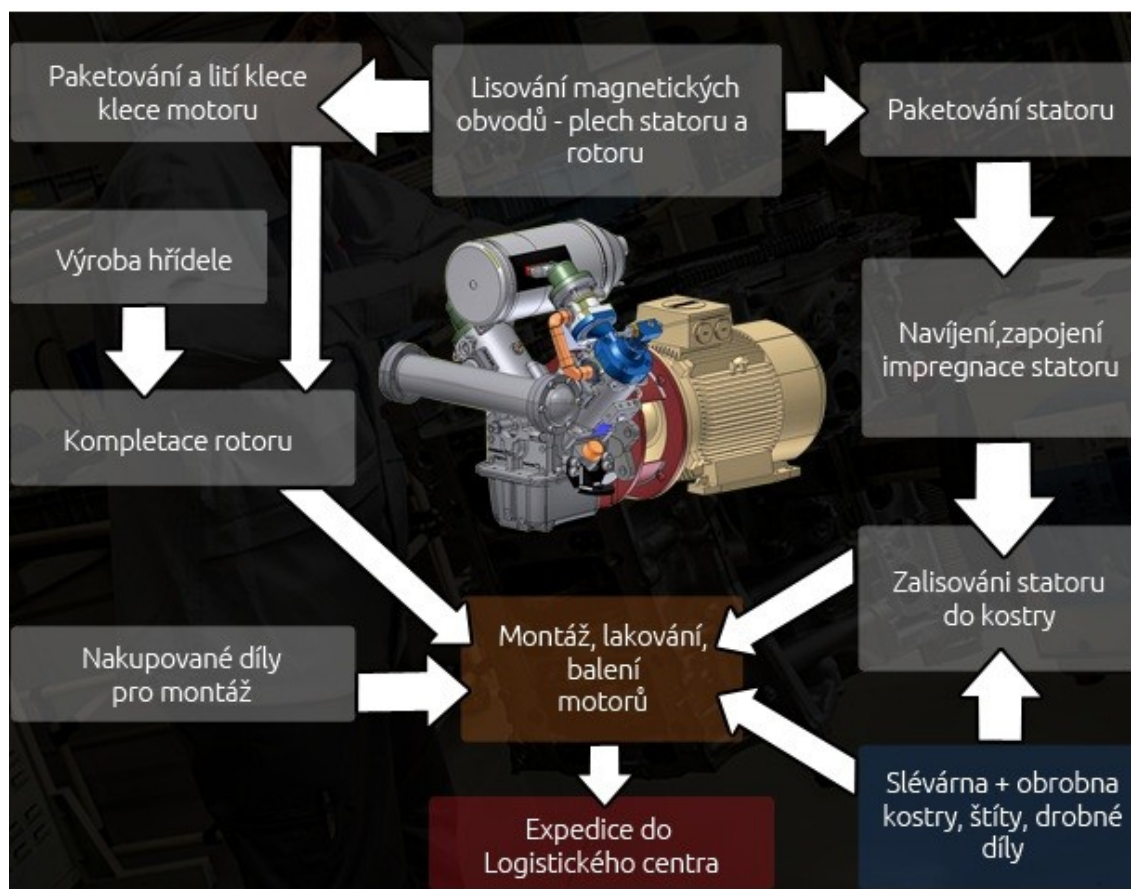 Paketování a lití klece
klece motoru
Lisování magnetických
obvodů - plech statoru a
rotoru
Paketování statoru
Výroba hřídele
Navíjení,zapojení
impregnace statoru
Kompletace rotoru
Zalisováni statoru
do kostry
Nakupované díly
pro montáž
Montáž, lakování,
balení
motorů
Slévárna + obrobna
kostry, štíty, drobné
díly
Expedice do
Logistického centra